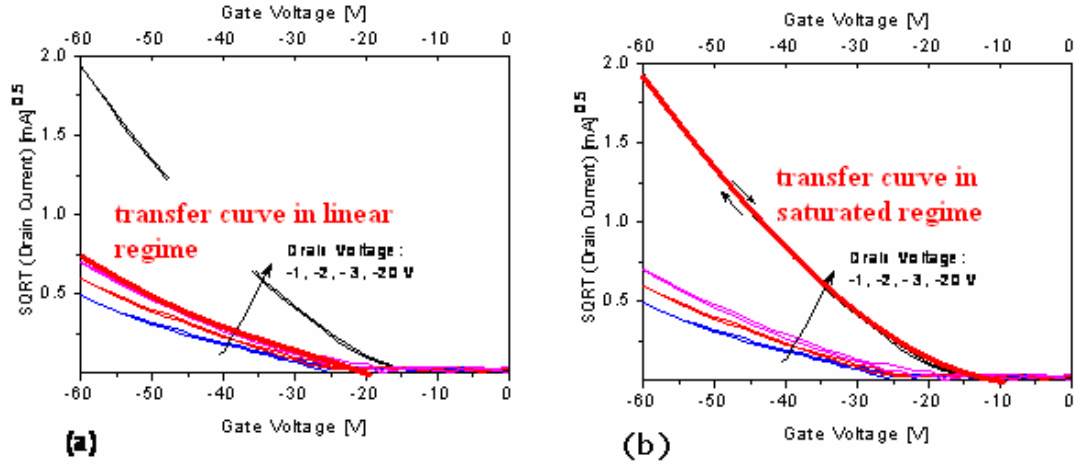 Gate Voltage [V]
-60 -50 -40 -30 -20 -10 0
2.0
1.5
1.0
0.5
SQRT (Drain Current) [mA]^0.5
transfer curve in linear
regime
Drain Voltage:
-1, -2, -3, -20 V
-60 -50 -40 -30 -20 -10 0
Gate Voltage [V]
(a)
Gate Voltage [V]
-60 -50 -40 -30 -20 -10 0
2.0
1.5
1.0
0.5
SQRT (Drain Current) [mA]^0.5
transfer curve in
saturated regime
Drain Voltage:
-1, -2, -3, -20 V
-60 -50 -40 -30 -20 -10 0
Gate Voltage [V]
(b)